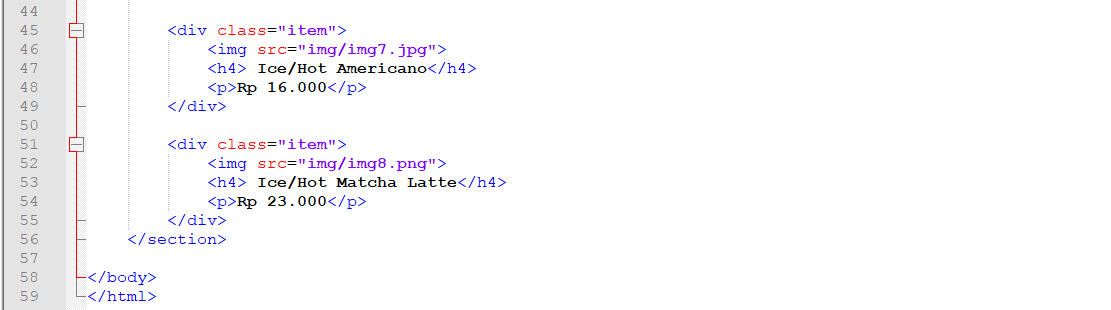 44
45 <div class="item">
46 <img src="img/img7.jpg">
47 <h4> Ice/Hot Americano</h4>
48 <p>Rp 16.000</p>
49 </div>
50
51 <div class="item">
52 <img src="img/img8.png">
53 <h4> Ice/Hot Matcha Latte</h4>
54 <p>Rp 23.000</p>
55 </div>
56 </section>
57
58 </body>
59 </html>